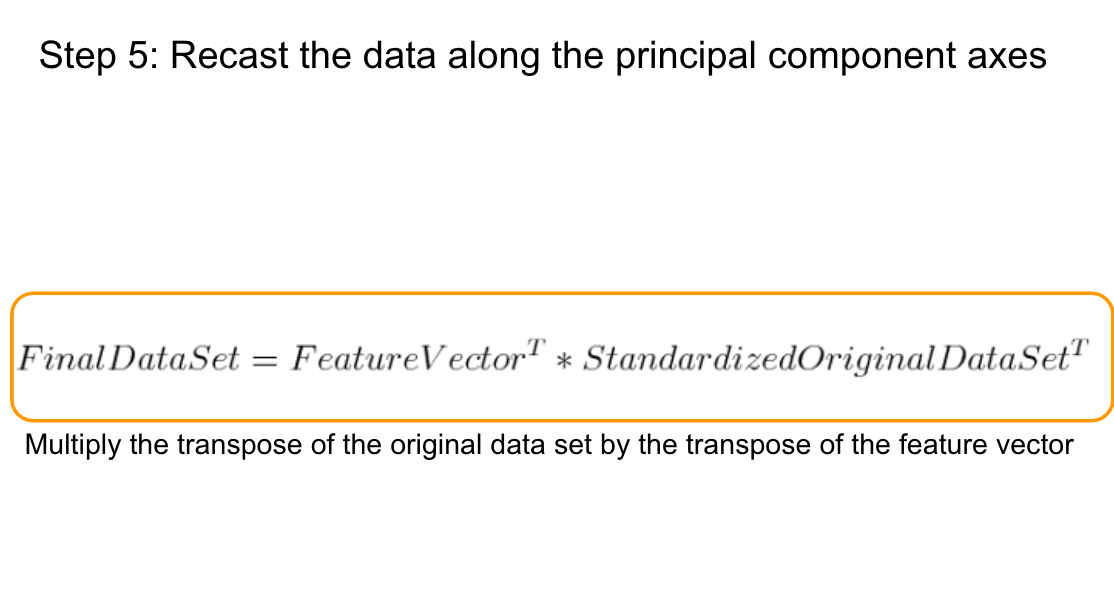 Step 5: Recast the data along the principal component axes
FinalDataSet = FeatureVector^T * StandardizedOriginalDataSet^T
Multiply the transpose of the original data set by the transpose of the feature vector